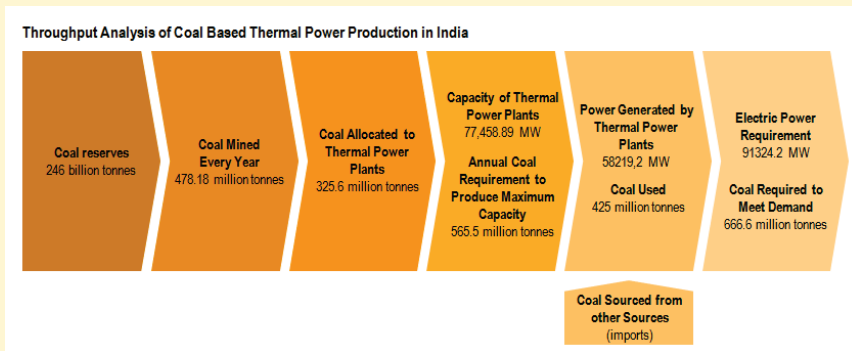 Throughput Analysis of Coal Based Thermal Power Production in India
Coal reserves
246 billion tonnes
Coal Mined
Every Year
478.18 million tonnes
Coal Allocated to
Thermal Power
Plants
325.6 million tonnes
Capacity of Thermal
Power Plants
77,458.89 MW
Annual Coal
Requirement to
Produce Maximum
Capacity
565.5 million tonnes
Power Generated by
Thermal Power
Plants
58219,2 MW
Coal Used
425 million tonnes
Electric Power
Requirement
91324.2 MW
Coal Required to
Meet Demand
666.6 million tonnes
Coal Sourced from
other Sources
(imports)